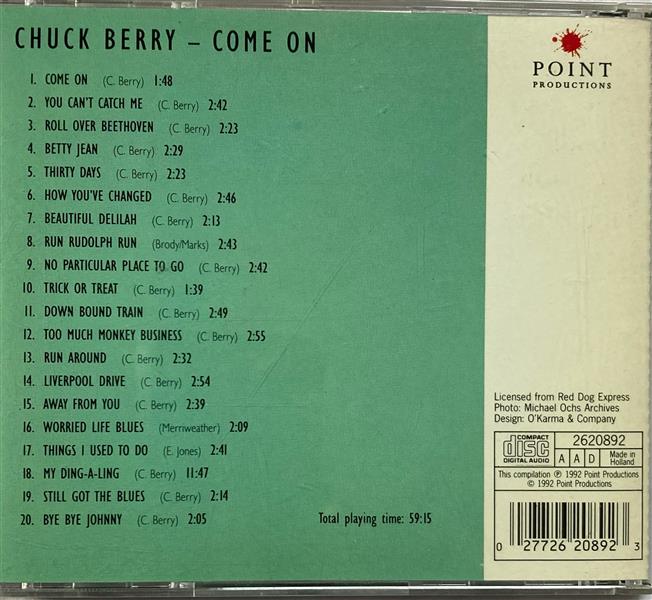 CHUCK BERRY – COME ON
1. COME ON (C. Berry) 1:48
2. YOU CAN'T CATCH ME (C. Berry) 2:42
3. ROLL OVER BEETHOVEN (C. Berry) 2:23
4. BETTY JEAN (C. Berry) 2:29
5. THIRTY DAYS (C. Berry) 2:23
6. HOW YOU'VE CHANGED (C. Berry) 2:46
7. BEAUTIFUL DELILAH (C. Berry) 2:13
8. RUN RUDOLPH RUN (Brody/Marks) 2:43
9. NO PARTICULAR PLACE TO GO (C. Berry) 2:42
10. TRICK OR TREAT (C. Berry) 1:39
11. DOWN BOUND TRAIN (C. Berry) 2:49
12. TOO MUCH MONKEY BUSINESS (C. Berry) 2:55
13. RUN AROUND (C. Berry) 2:32
14. LIVERPOOL DRIVE (C. Berry) 2:54
15. AWAY FROM YOU (C. Berry) 2:39
16. WORRIED LIFE BLUES (Merriweather) 2:09
17. THINGS I USED TO DO (E. Jones) 2:41
18. MY DING-A-LING (C. Berry) 11:47
19. STILL GOT THE BLUES (C. Berry) 2:14
20. BYE BYE JOHNNY (C. Berry) 2:05
Total playing time: 59:15
POINT
PRODUCTIONS
Licensed from Red Dog Express
Photo: Michael Ochs Archives
Design: O'Karma & Company
COMPACT
disc
DIGITAL AUDIO
2620892
A A D
Made in
Holland
This compilation ℗ 1992 Point Productions
© 1992 Point Productions
0 27726 20892 3